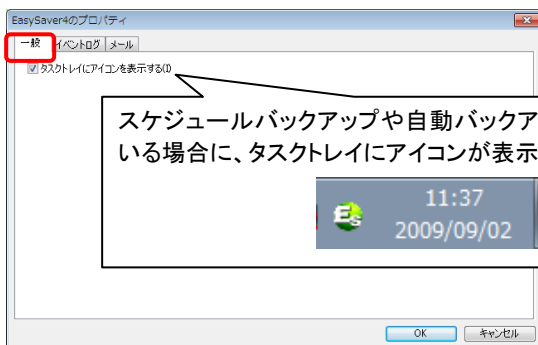 EasySaver4のプロパティ
一般 イベントログ メール
タスクトレイにアイコンを表示する(I)
スケジュールバックアップや自動バックア
いる場合に、タスクトレイにアイコンが表示
Es 11:37
2009/09/02
OK キャンセル